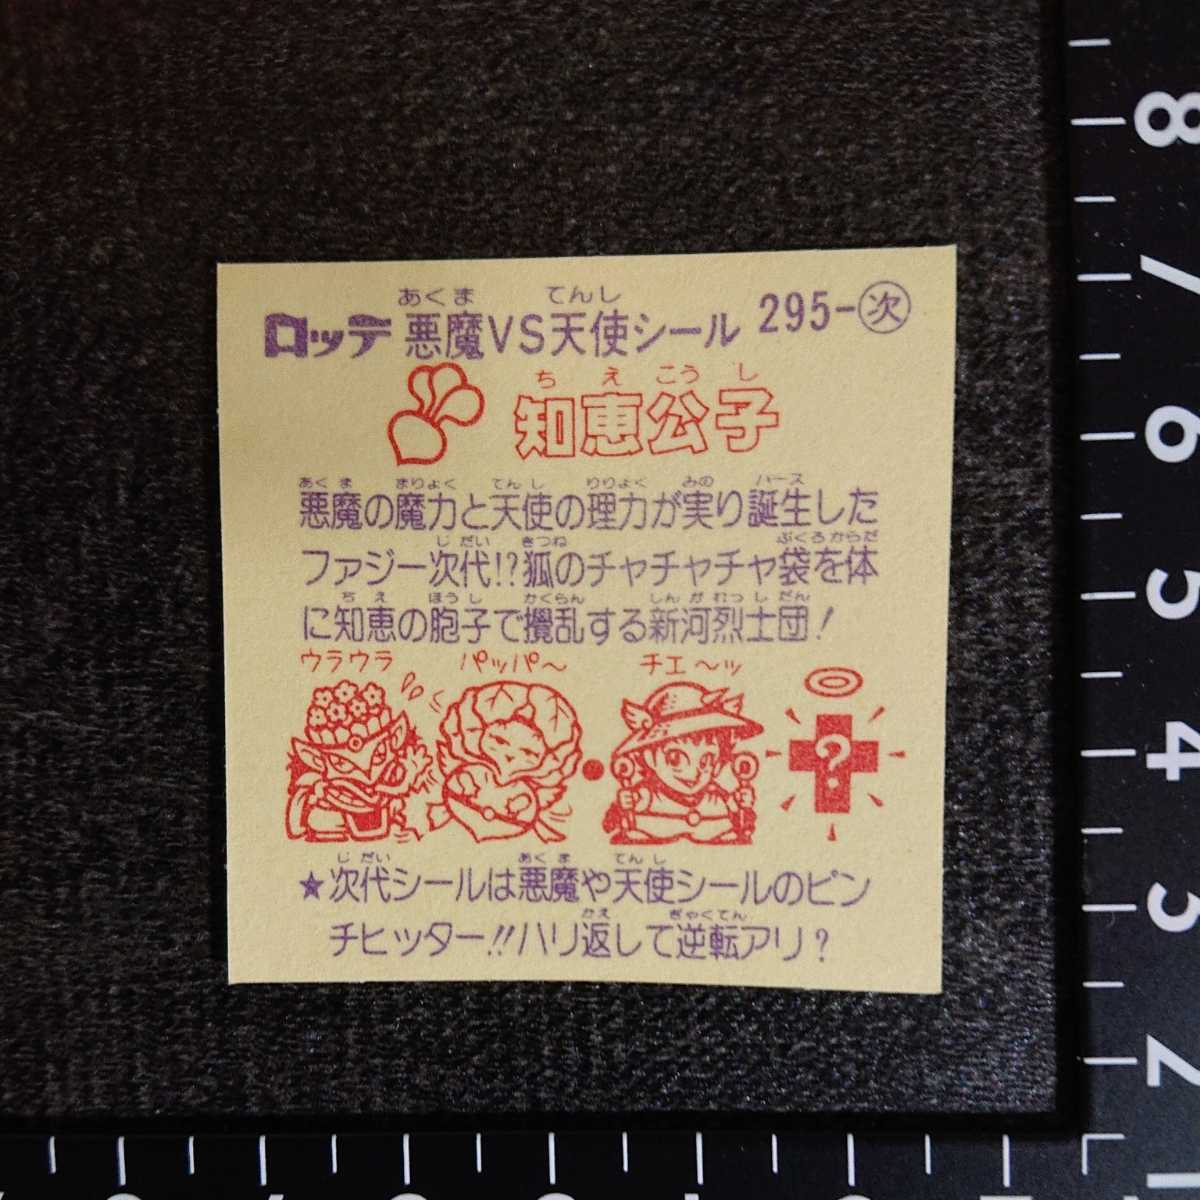 あくま てんし
ロッテ 悪魔VS天使シール 295-次
ちえこうし
知恵公子
あくま まりょく てんし りりょく みの バース
悪魔の魔力と天使の理力が実り誕生した
じだい きつね ぶくろからだ
ファジー次代!?狐のチャチャチャ袋を体
ちえ ほうし かくらん しんがれっしだん
に知恵の胞子で攪乱する新河烈士団!
ウラウラ パッパ〜 チエ〜ッ
?
じだい あくま てんし
★次代シールは悪魔や天使シールのピン
かえ ぎゃくてん
チヒッター!!ハリ返して逆転アリ?
8
7
6
5
4
3
2
1